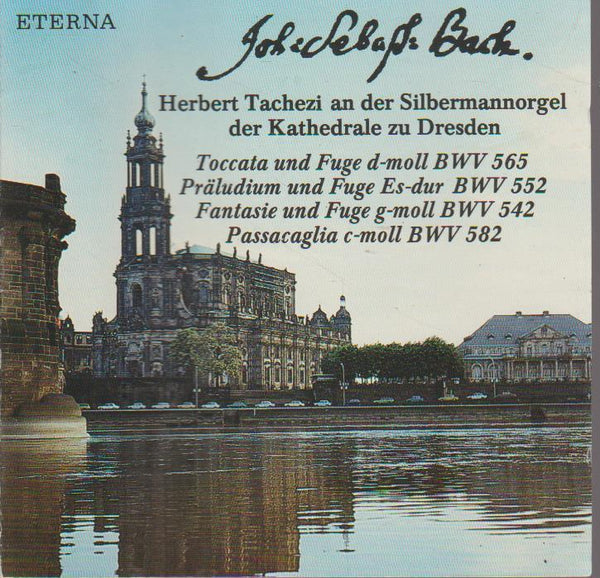 ETERNA
Joh: Sebast: Bach.
Herbert Tachezi an der Silbermannorgel
der Kathedrale zu Dresden
Toccata und Fuge d-moll BWV 565
Präludium und Fuge Es-dur BWV 552
Fantasie und Fuge g-moll BWV 542
Passacaglia c-moll BWV 582